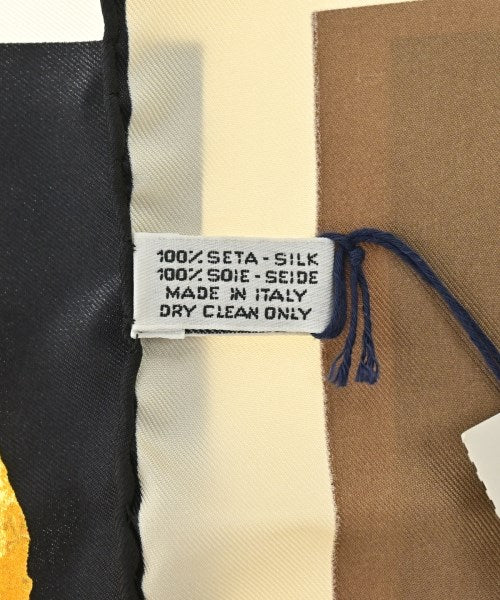 100% SETA - SILK
100% SOIE - SEIDE
MADE IN ITALY
DRY CLEAN ONLY